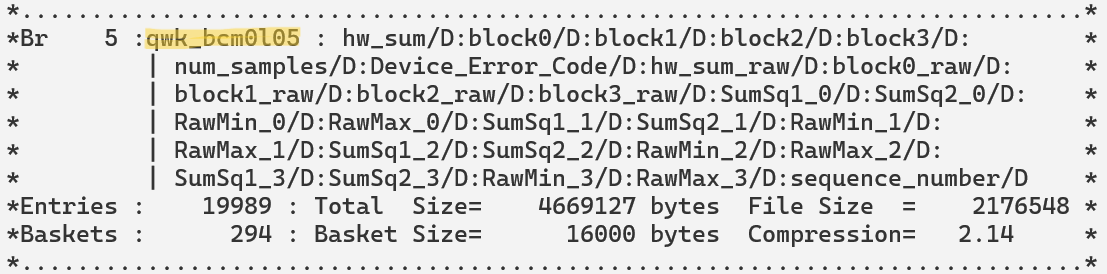 *............................................................................*
*Br    5 :qwk_bcm0l05 : hw_sum/D:block0/D:block1/D:block2/D:block3/D:        *
*         | num_samples/D:Device_Error_Code/D:hw_sum_raw/D:block0_raw/D:     *
*         | block1_raw/D:block2_raw/D:block3_raw/D:SumSq1_0/D:SumSq2_0/D:    *
*         | RawMin_0/D:RawMax_0/D:SumSq1_1/D:SumSq2_1/D:RawMin_1/D:          *
*         | RawMax_1/D:SumSq1_2/D:SumSq2_2/D:RawMin_2/D:RawMax_2/D:          *
*         | SumSq1_3/D:SumSq2_3/D:RawMin_3/D:RawMax_3/D:sequence_number/D    *
*Entries :    19989 : Total  Size=    4669127 bytes  File Size  =    2176548 *
*Baskets :      294 : Basket Size=      16000 bytes  Compression=   2.14     *
*............................................................................*